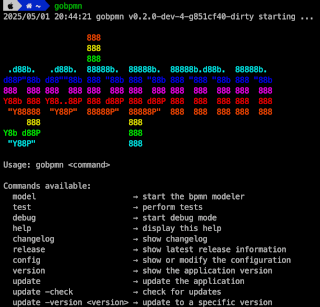 ~ gobpmn
2025/05/01 20:44:21 gobpmn v0.2.0-dev-4-g851cf40-dirty starting ...
888
888
888
.d88b.  .d88b.  88888b.  88888b.  88888b.d88b.  88888b.
d88P"88b d88""88b 888 "88b 888 "88b 888 "888 "88b 888 "88b
888  888 888  888 888  888 888  888 888  888  888 888  888
Y88b 888 Y88..88P 888 d88P 888 d88P 888  888  888 888  888
"Y88888  "Y88P"  88888P"  88888P"  888  888  888 888  888
888                   888
Y8b d88P                   888
"Y88P"                    888
Usage: gobpmn <command>
Commands available:
model → start the bpmn modeler
test → perform tests
debug → start debug mode
help → display this help
changelog → show changelog
release → show latest release information
config → show or modify the configuration
version → show the application version
update → update the application
update -check → check for updates
update -version <version> → update to a specific version